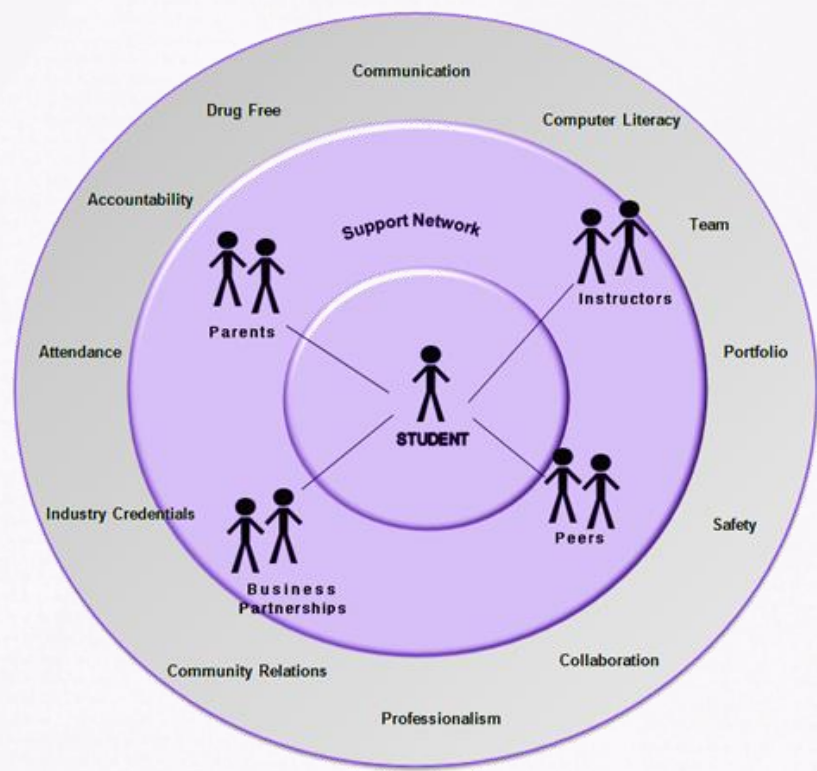 Communication
Drug Free
Computer Literacy
Accountability
Team
Support Network
Instructors
Parents
Attendance
Portfolio
STUDENT
Industry Credentials
Safety
Peers
Business
Partnerships
Community Relations
Collaboration
Professionalism